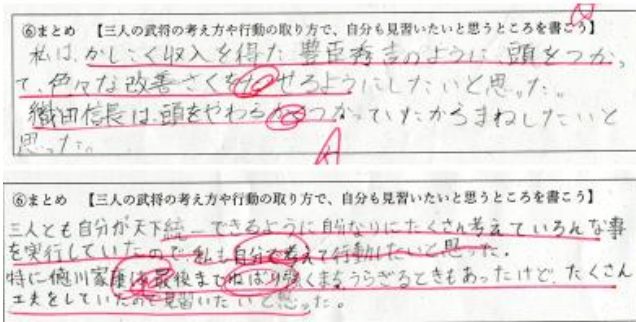 ⑥まとめ 【三人の武将の考え方や行動の取り方で、自分も見習いたいと思うところを書こう】
私は、かしこく収入を得た豊臣秀吉のように、頭をつかっ
て、色々な改善さくを出せるようにしたいと思った。
織田信長は、頭をやわらかくつかっていたからまねしたいと
思った。
A
⑥まとめ 【三人の武将の考え方や行動の取り方で、自分も見習いたいと思うところを書こう】
三人とも自分が天下統一できるように自分なりにたくさん考えていろんな事
を実行していたので、私も自分で考えて行動したいと思った。
特に徳川家康は最後までねばり強くまをうらぎるときもあったけど、たくさん
工夫をしていたので見習いたいと思った。